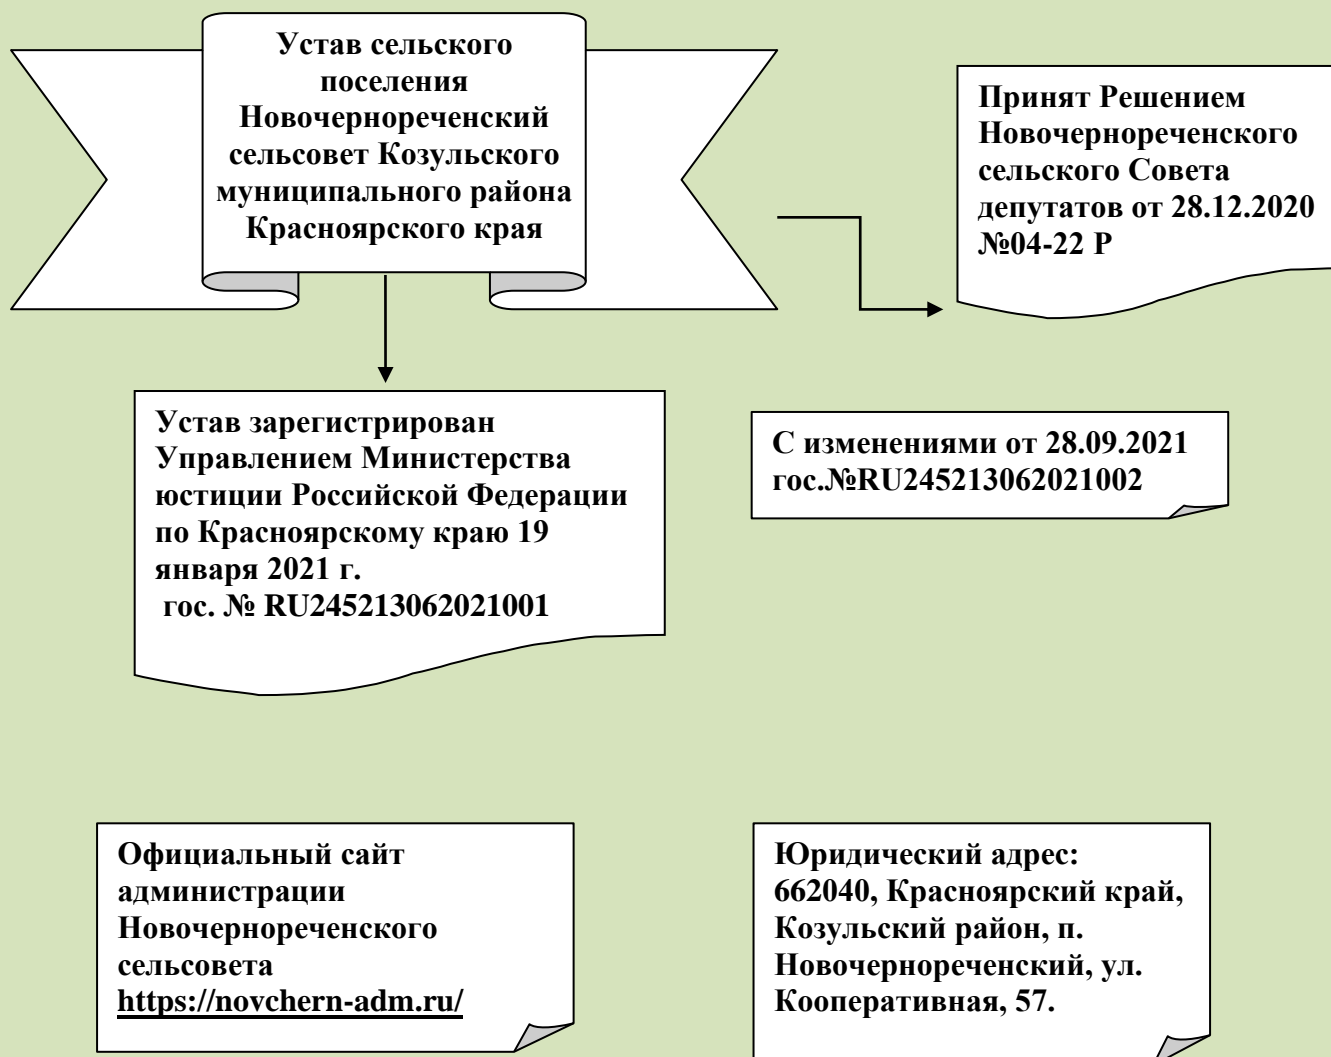 Устав сельского
поселения
Новочернореченский
сельсовет Козульского
муниципального района
Красноярского края
Принят Решением
Новочернореченского
сельского Совета
депутатов от 28.12.2020
№04-22 Р
Устав зарегистрирован
Управлением Министерства
юстиции Российской Федерации
по Красноярскому краю 19
января 2021 г.
гос. № RU245213062021001
С изменениями от 28.09.2021
гос.№RU245213062021002
Официальный сайт
администрации
Новочернореченского
сельсовета
https://novchern-adm.ru/
Юридический адрес:
662040, Красноярский край,
Козульский район, п.
Новочернореченский, ул.
Кооперативная, 57.